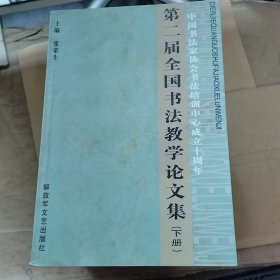 中国书法家协会书法培训中心成立十周年
第二届全国书法教学论文集(下册)
主编 张荣生
解放军文艺出版社